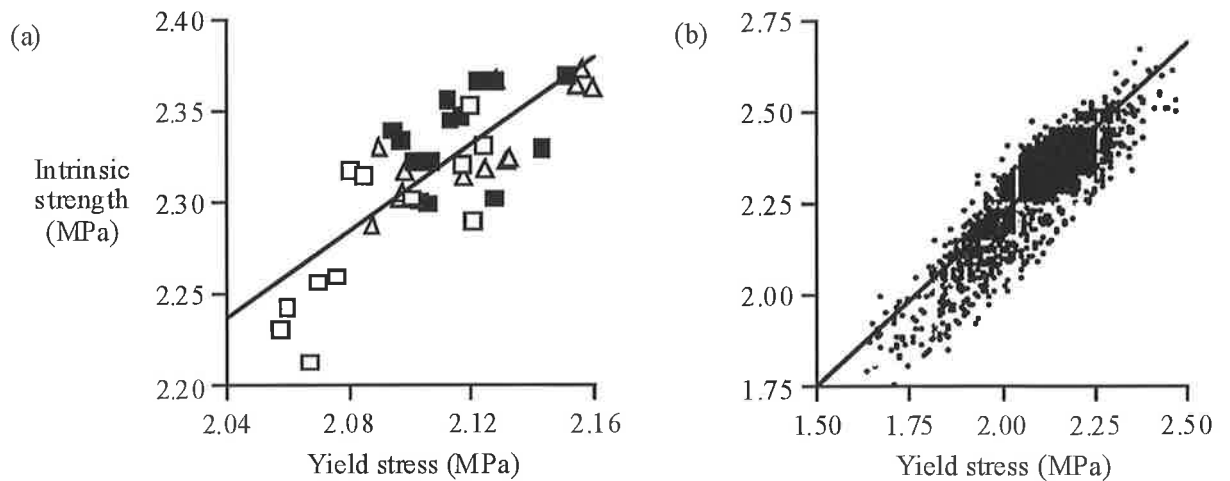 (a)
2.40
2.35
2.30
2.25
2.20
Intrinsic
strength
(MPa)
2.04
2.08
2.12
2.16
Yield stress (MPa)
(b)
2.75
2.50
2.25
2.00
1.75
1.50
1.75
2.00
2.25
2.50
Yield stress (MPa)